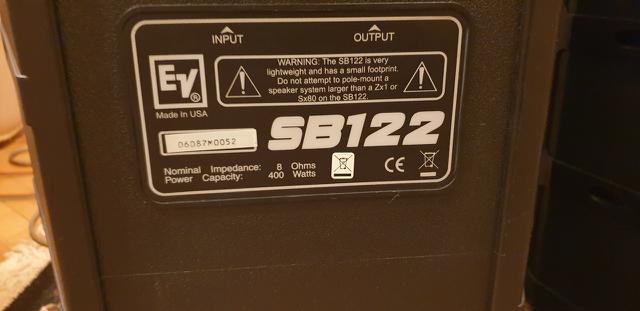 INPUT
OUTPUT
EV®
Made In USA
WARNING: The SB122 is very
lightweight and has a small footprint.
Do not attempt to pole-mount a
speaker system larger than a Zx1 or
Sx80 on the SB122.
SB122
Nominal Impedance: 8 Ohms
Power Capacity: 400 Watts
CE